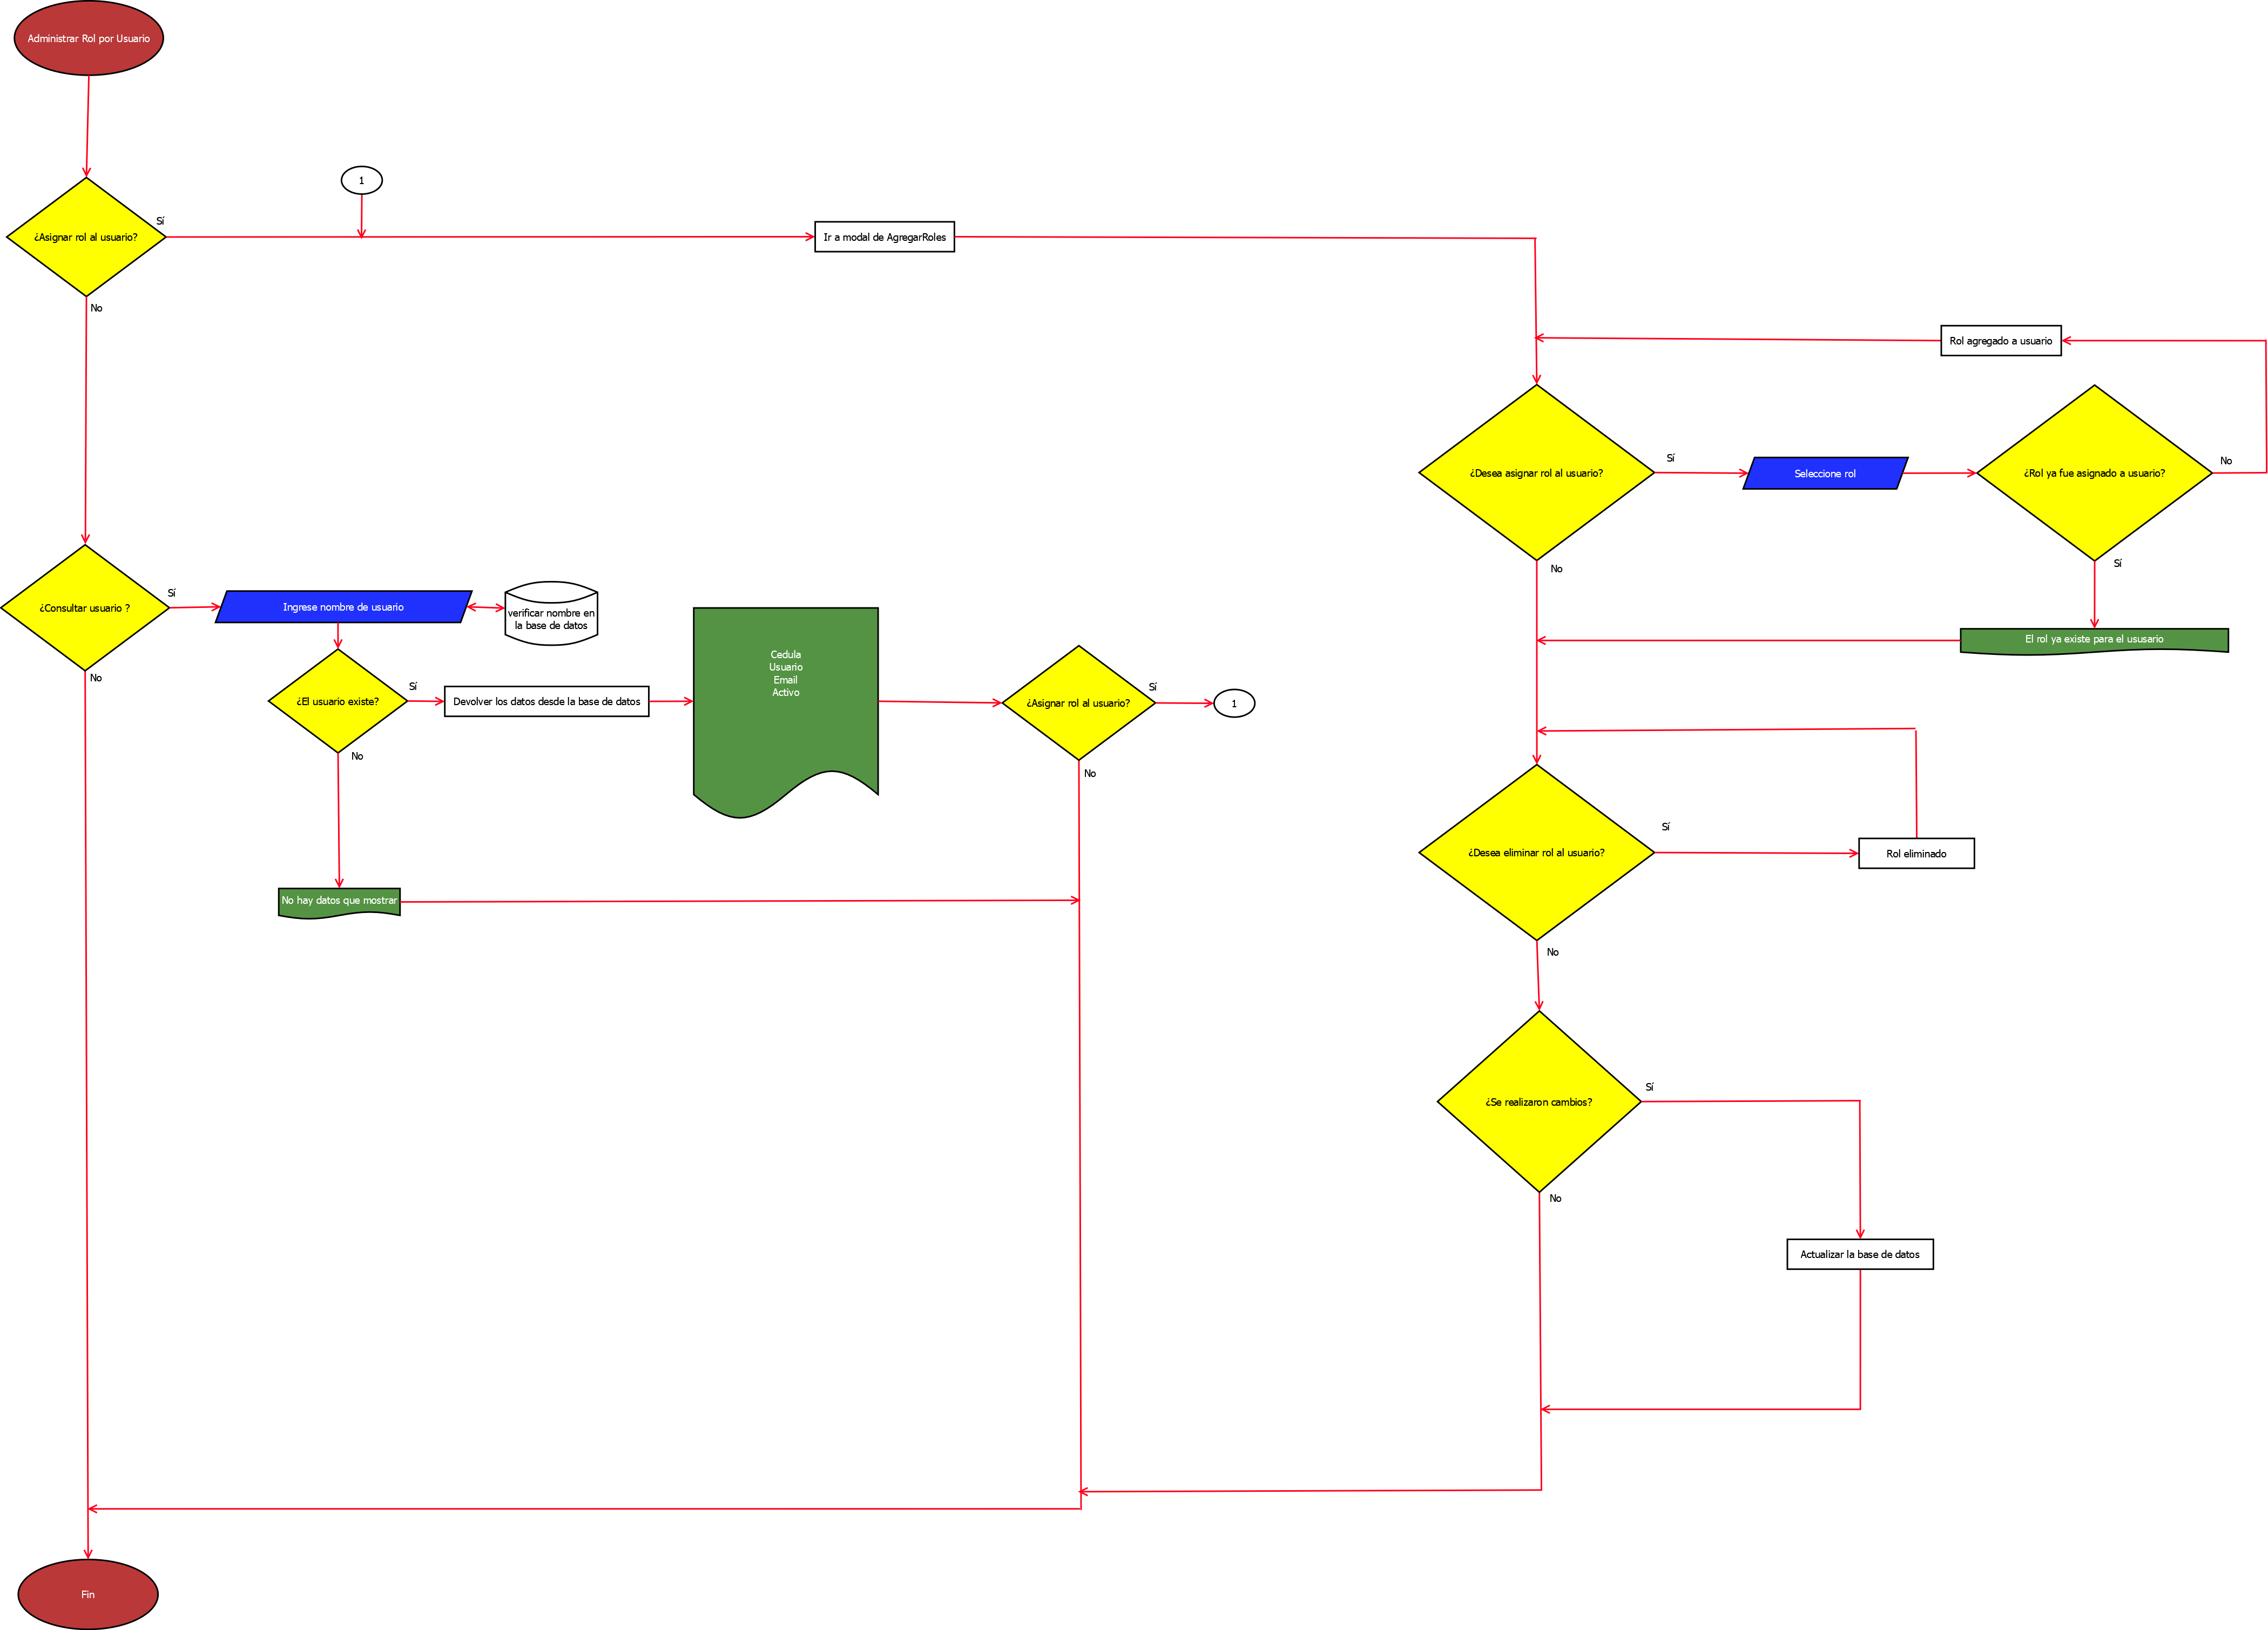 Administrar Rol por Usuario
1
Sí
¿Asignar rol al usuario?
Ir a modal de AgregarRoles
No
Rol agregado a usuario
Sí
No
¿Desea asignar rol al usuario?
Seleccione rol
¿Rol ya fue asignado a usuario?
No
Sí
Sí
¿Consultar usuario ?
Ingrese nombre de usuario
verificar nombre en
la base de datos
El rol ya existe para el ususario
No
Cedula
Usuario
Email
Activo
Sí
¿El usuario existe?
Devolver los datos desde la base de datos
Sí
¿Asignar rol al usuario?
1
No
No
Sí
¿Desea eliminar rol al usuario?
Rol eliminado
No hay datos que mostrar
No
Sí
¿Se realizaron cambios?
No
Actualizar la base de datos
Fin